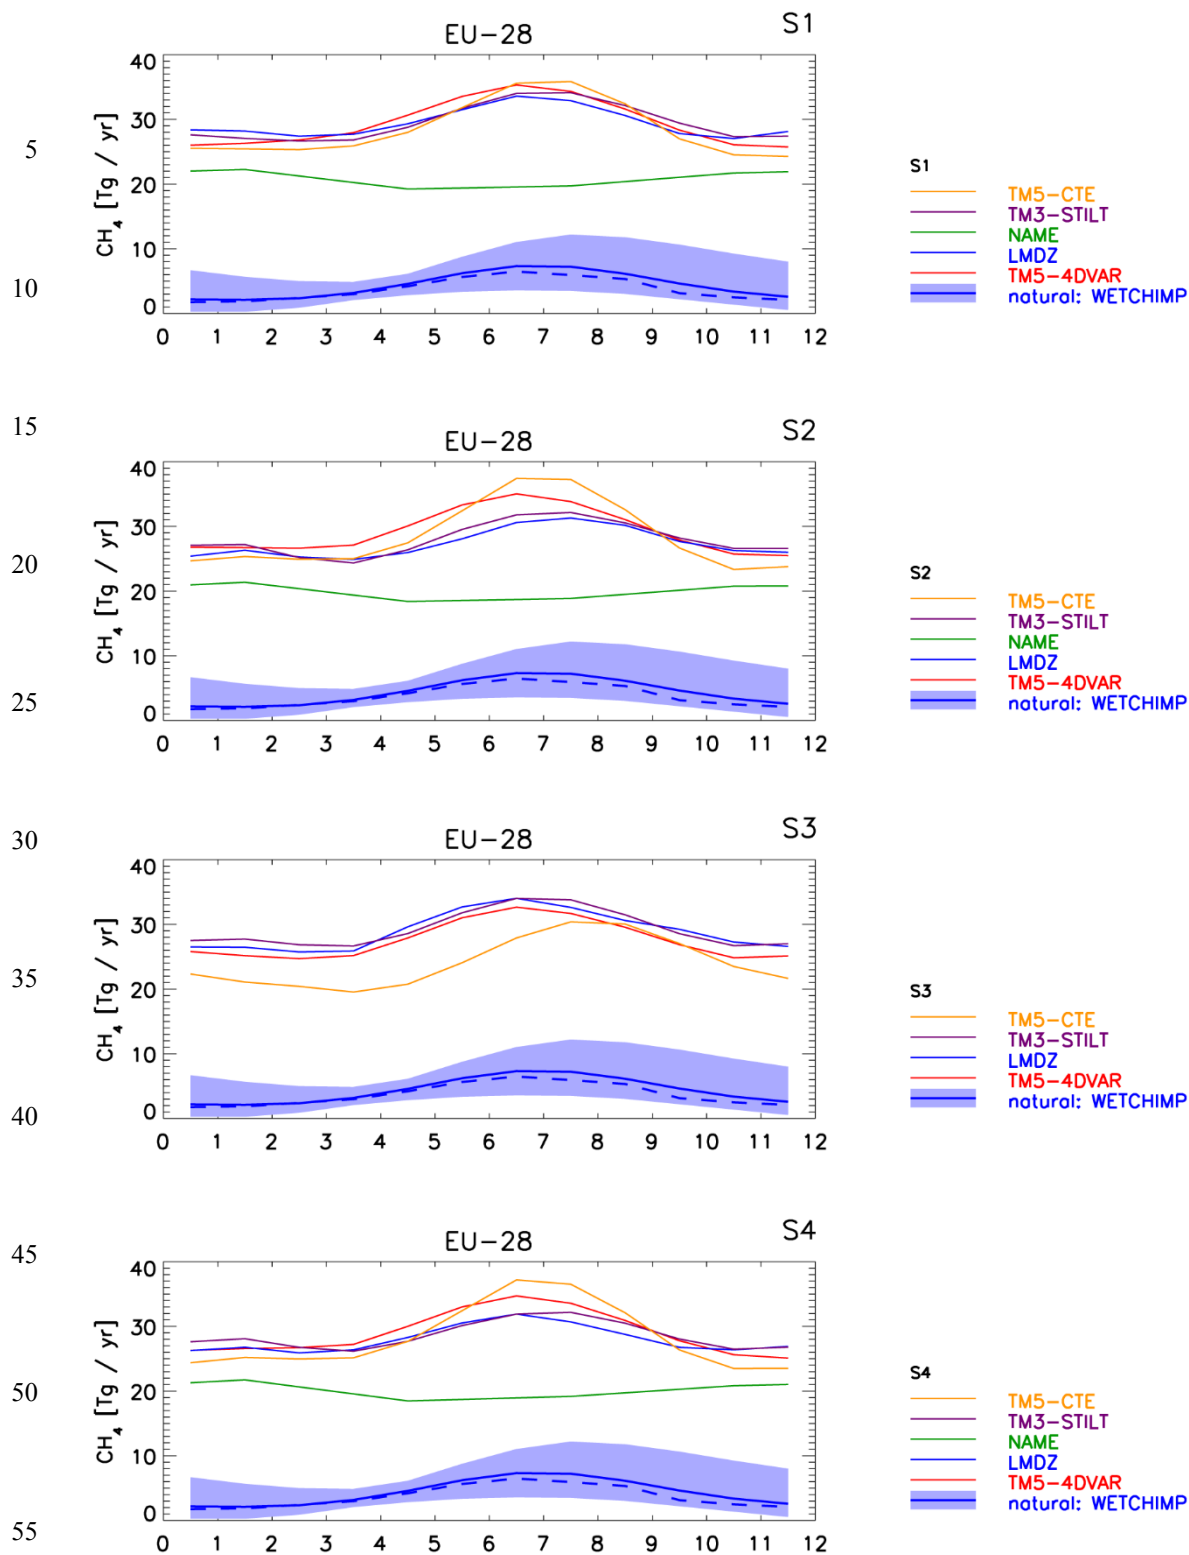 S1
EU-28
40
30
20
10
0
CH4 [Tg / yr]
0 1 2 3 4 5 6 7 8 9 10 11 12
S1
TM5-CTE
TM3-STILT
NAME
LMDZ
TM5-4DVAR
natural: WETCHIMP
5
10
15
S2
EU-28
40
30
20
10
0
CH4 [Tg / yr]
0 1 2 3 4 5 6 7 8 9 10 11 12
S2
TM5-CTE
TM3-STILT
NAME
LMDZ
TM5-4DVAR
natural: WETCHIMP
20
25
30
S3
EU-28
40
30
20
10
0
CH4 [Tg / yr]
0 1 2 3 4 5 6 7 8 9 10 11 12
S3
TM5-CTE
TM3-STILT
LMDZ
TM5-4DVAR
natural: WETCHIMP
35
40
45
S4
EU-28
40
30
20
10
0
CH4 [Tg / yr]
0 1 2 3 4 5 6 7 8 9 10 11 12
S4
TM5-CTE
TM3-STILT
NAME
LMDZ
TM5-4DVAR
natural: WETCHIMP
50
55